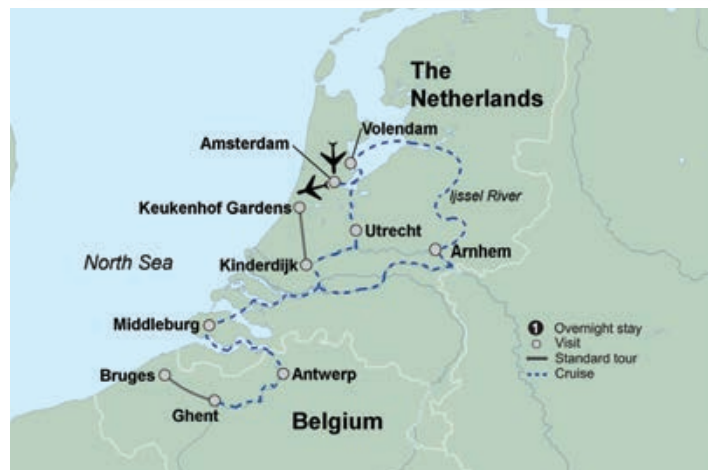 The
Netherlands
Volendam
Amsterdam
Keukenhof Gardens
Ijssel River
Utrecht
Arnhem
North Sea
Kinderdijk
Middleburg
1 Overnight stay
Visit
Standard tour
Cruise
Bruges
Antwerp
Ghent
Belgium